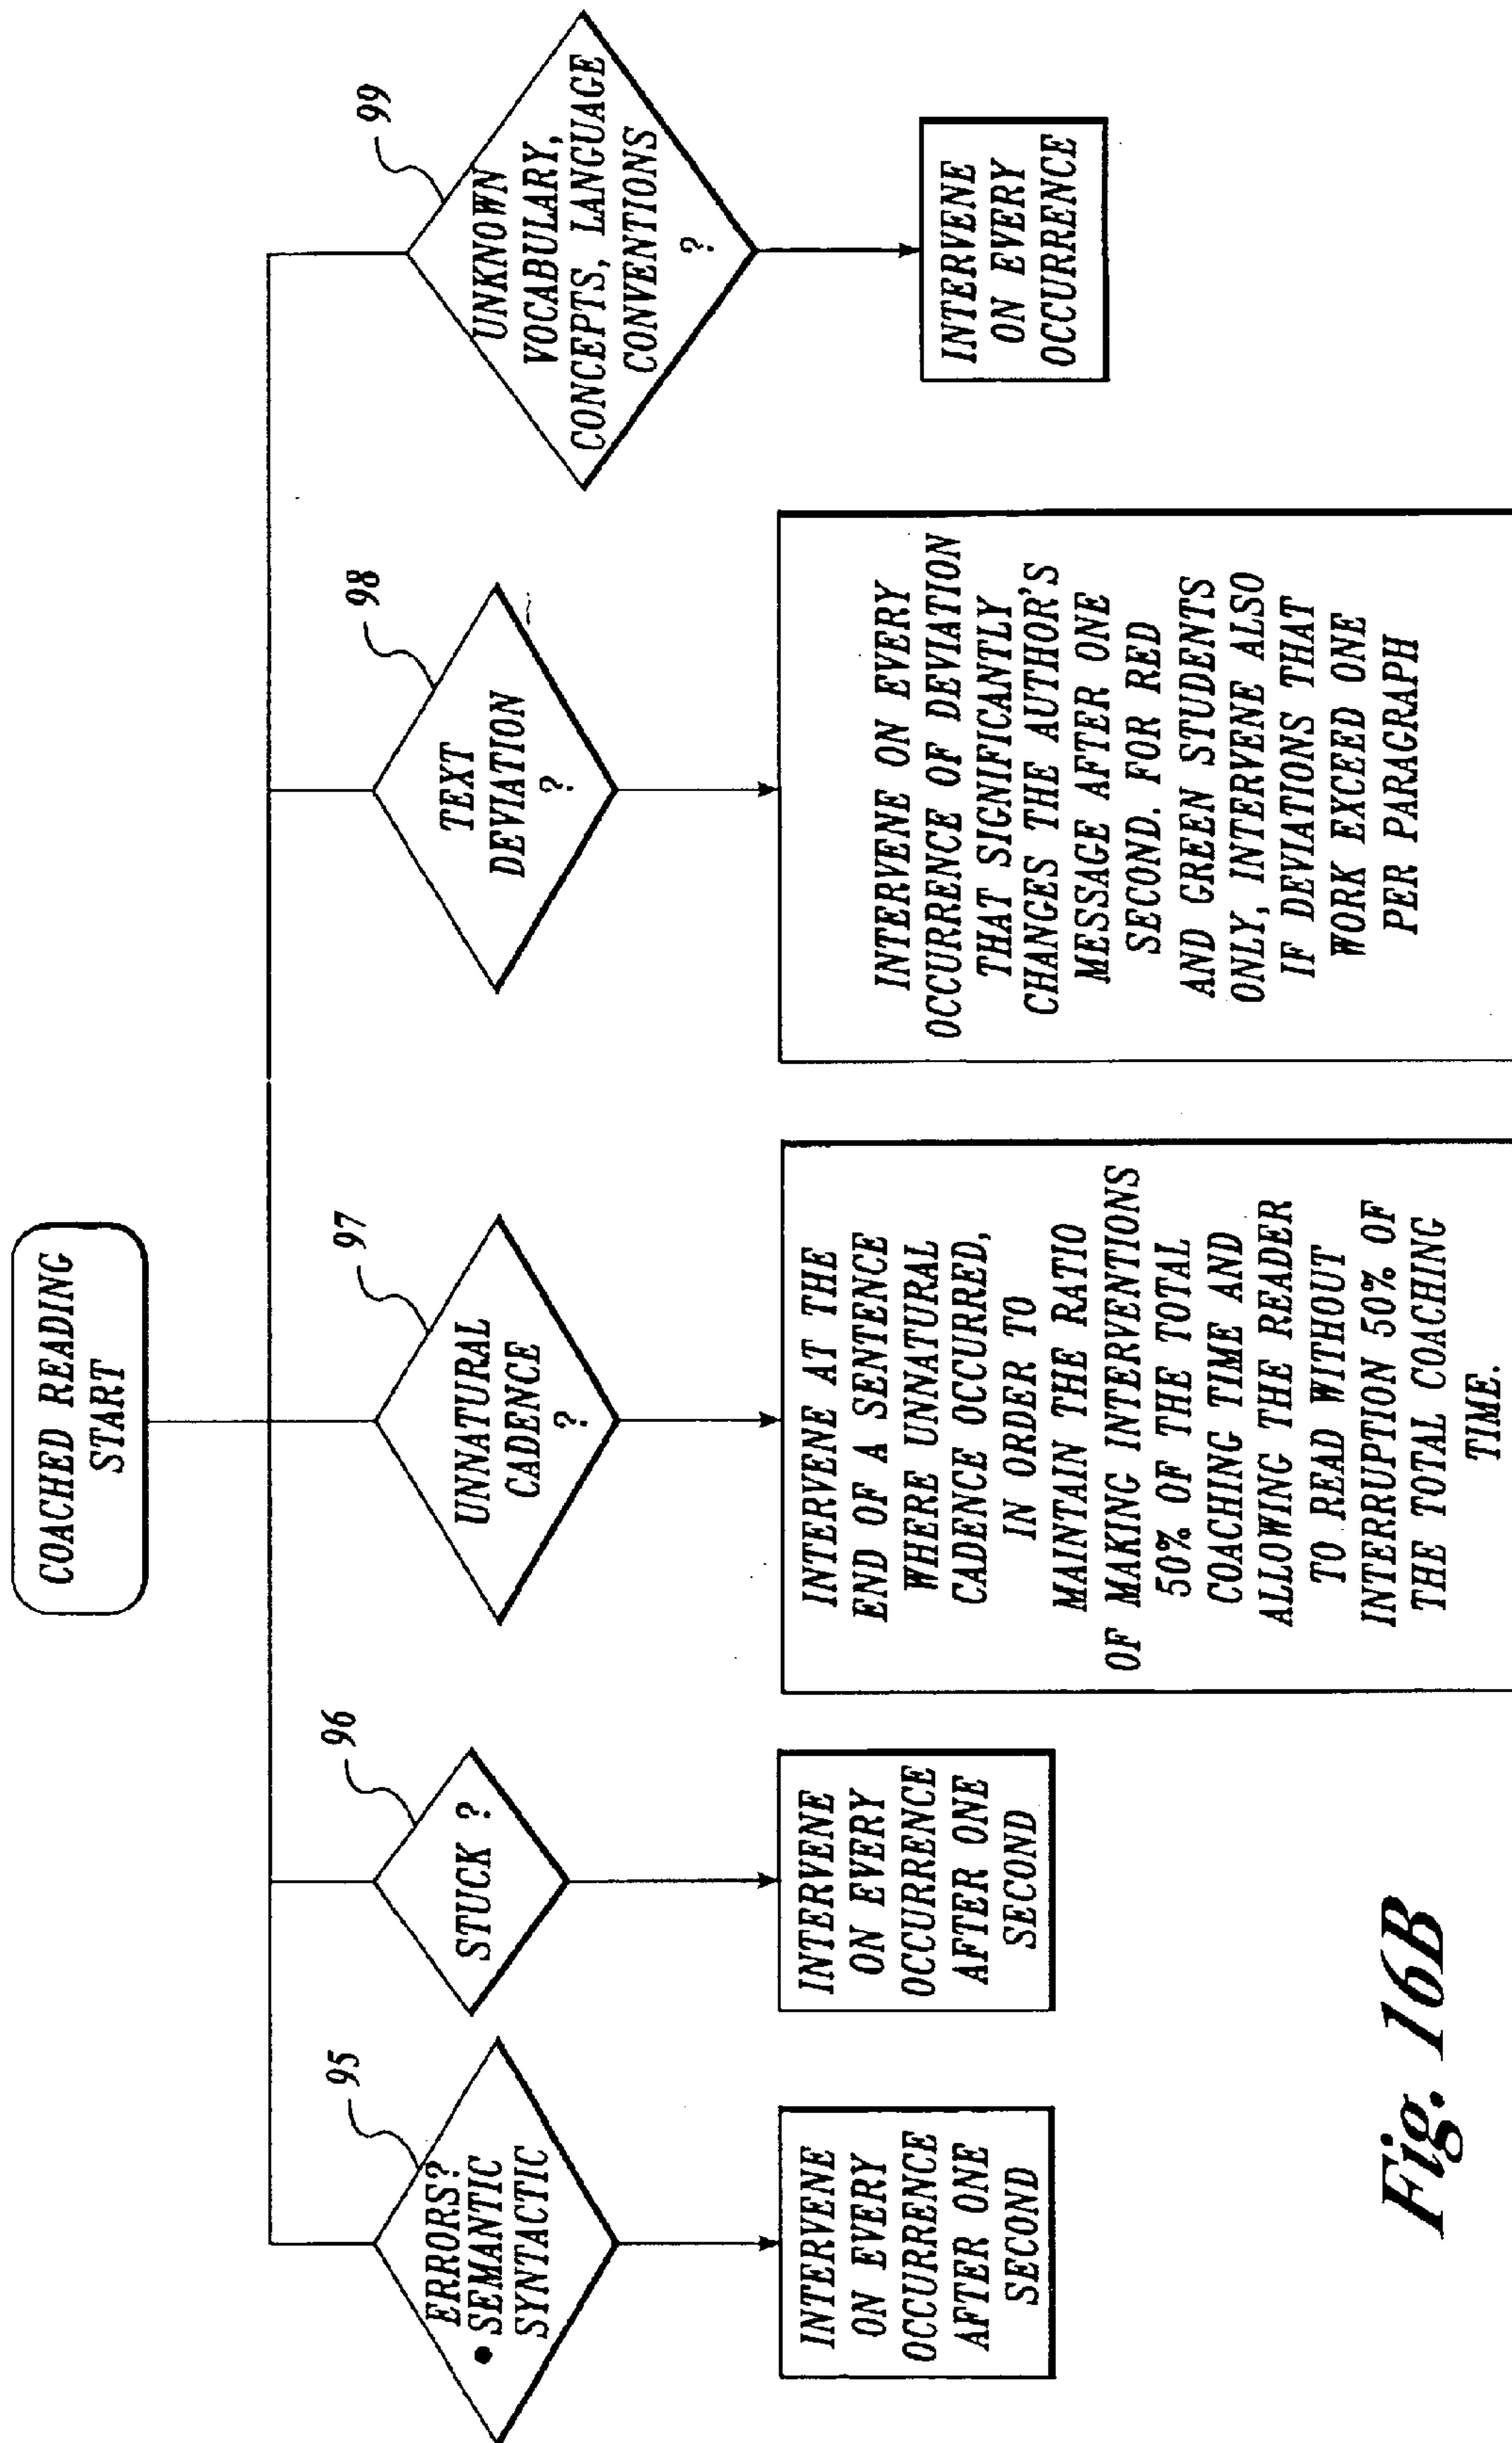 COACHED READING
START
95
ERRORS?
• SEMANTIC
SYNTACTIC
INTERVENE
ON EVERY
OCCURRENCE
AFTER ONE
SECOND
96
STUCK ?
INTERVENE
ON EVERY
OCCURRENCE
AFTER ONE
SECOND
97
UNNATURAL
CADENCE
?
INTERVENE AT THE
END OF A SENTENCE
WHERE UNNATURAL
CADENCE OCCURRED,
IN ORDER TO
MAINTAIN THE RATIO
OF MAKING INTERVENTIONS
50% OF THE TOTAL
COACHING TIME AND
ALLOWING THE READER
TO READ WITHOUT
INTERRUPTION 50% OF
THE TOTAL COACHING
TIME.
98
TEXT
DEVIATION
?
INTERVENE ON EVERY
OCCURRENCE OF DEVIATION
THAT SIGNIFICANTLY
CHANGES THE AUTHOR'S
MESSAGE AFTER ONE
SECOND. FOR RED
AND GREEN STUDENTS
ONLY, INTERVENE ALSO
IF DEVIATIONS THAT
WORK EXCEED ONE
PER PARAGRAPH
99
UNKNOWN
VOCABULARY,
CONCEPTS, LANGUAGE
CONVENTIONS
?
INTERVENE
ON EVERY
OCCURRENCE
Fig. 16B